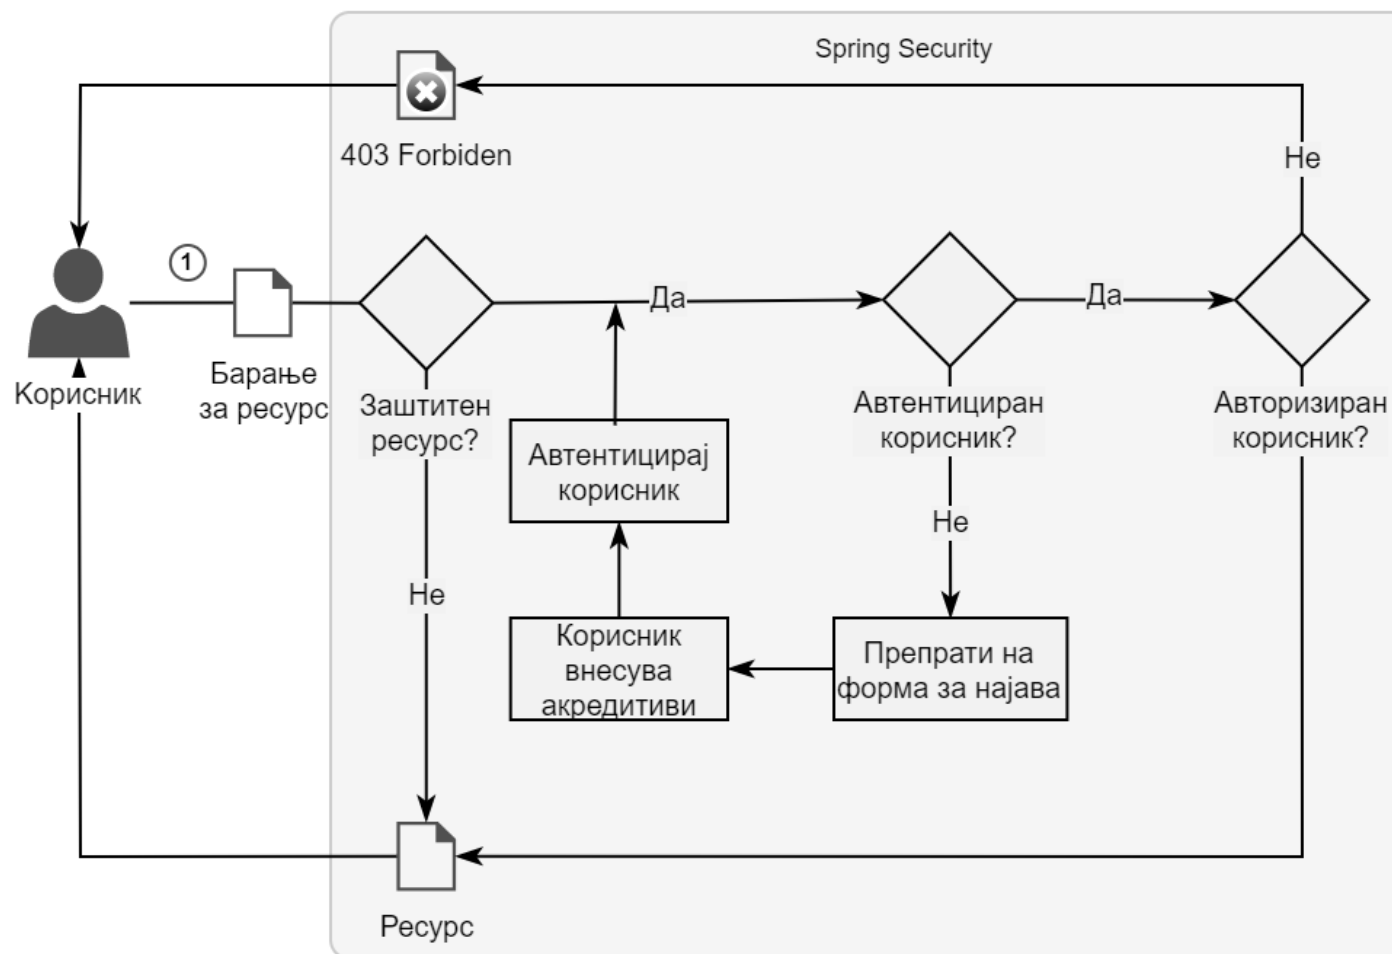 Spring Security
403 Forbiden
Не
1
Да
Да
Корисник
Барање
за ресурс
Заштитен
ресурс?
Автентициран
корисник?
Авторизиран
корисник?
Автентицирај
корисник
Не
Не
Корисник
внесува
акредитиви
Препрати на
форма за најава
Ресурс